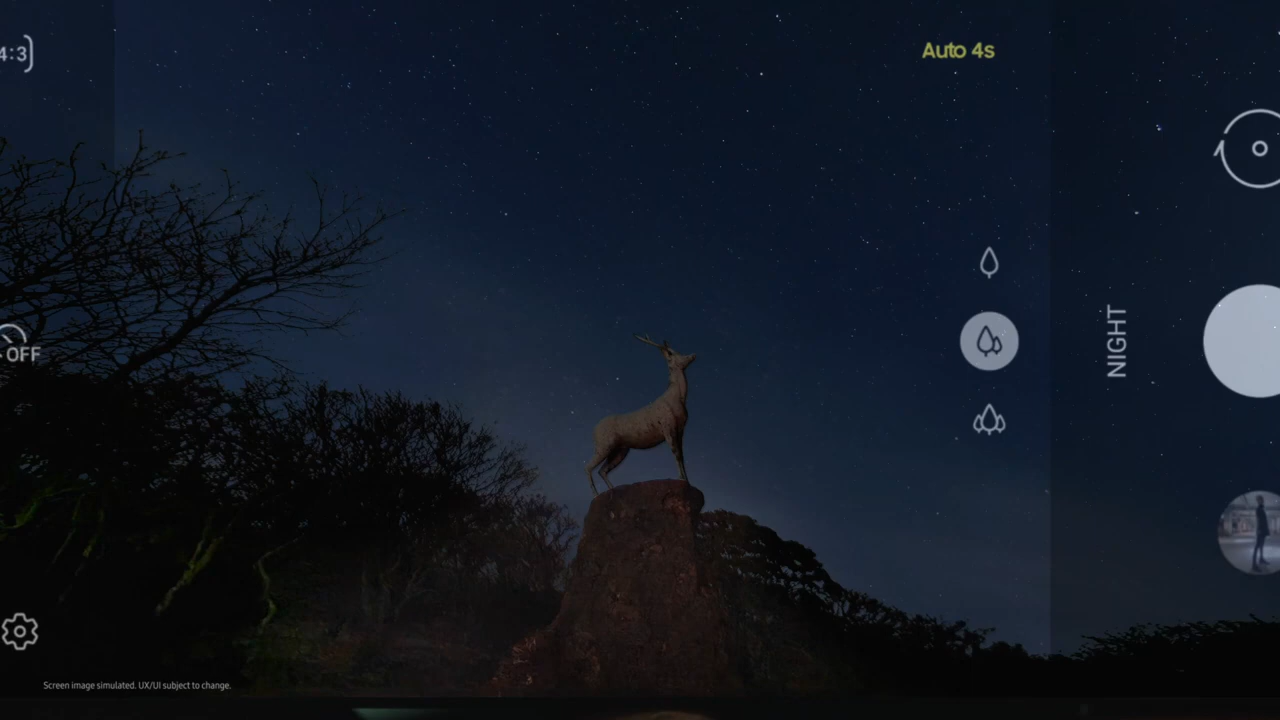 4:3
Auto 4s
NIGHT
OFF
Screen image simulated. UX/UI subject to change.